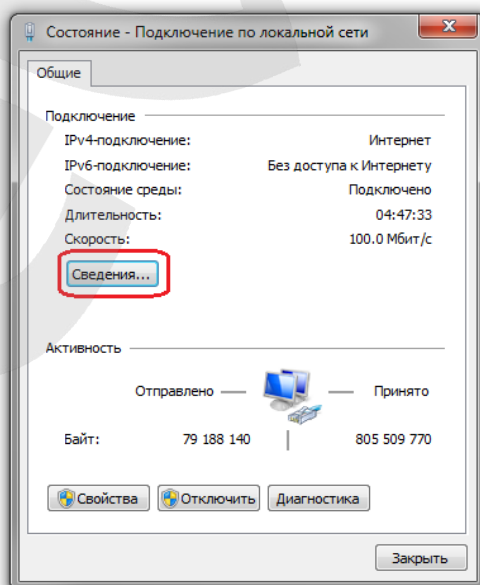 Состояние - Подключение по локальной сети
Общие
Подключение
IPv4-подключение: Интернет
IPv6-подключение: Без доступа к Интернету
Состояние среды: Подключено
Длительность: 04:47:33
Скорость: 100.0 Мбит/с
Сведения...
Активность
Отправлено — Принято
Байт: 79 188 140 805 509 770
Свойства Отключить Диагностика
Закрыть